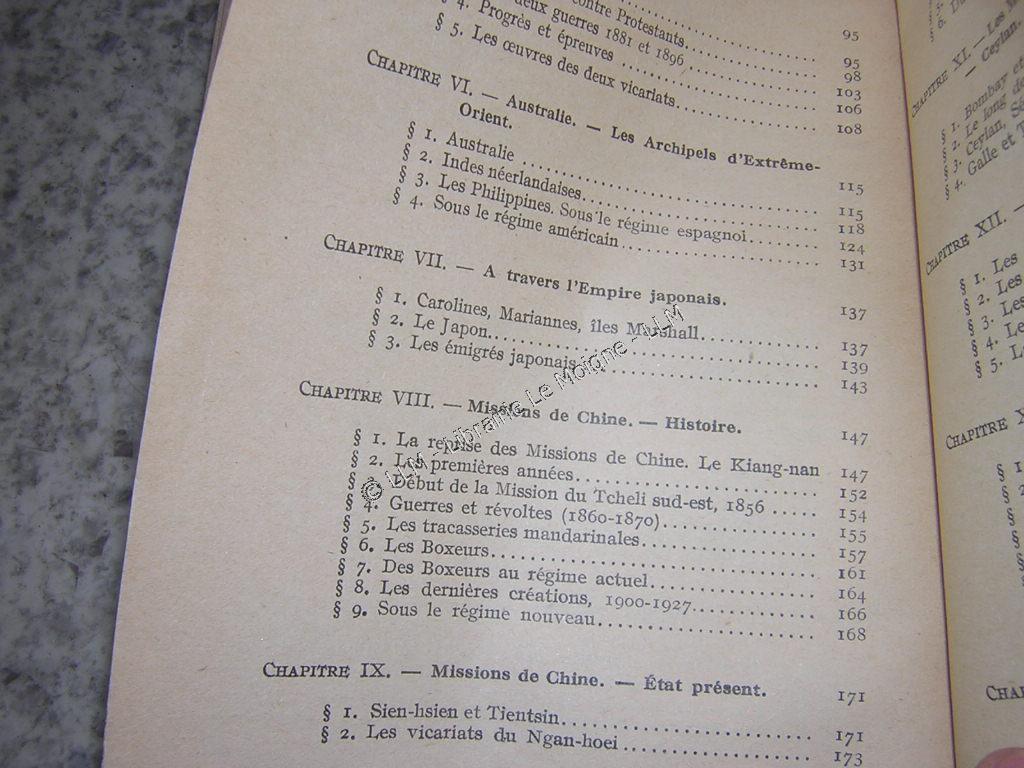 contre Protestants 95
deux guerres 1881 et 1896 95
§ 4. Progrès et épreuves 98
§ 5. Les œuvres des deux vicariats 103
106
CHAPITRE VI. — Australie. — Les Archipels d'Extrême- 108
Orient.
115
§ 1. Australie 115
§ 2. Indes néerlandaises 118
§ 3. Les Philippines. Sous le régime espagnol 124
§ 4. Sous le régime américain 131
CHAPITRE VII. — A travers l'Empire japonais. 137
§ 1. Carolines, Mariannes, îles Marshall 137
§ 2. Le Japon 139
§ 3. Les émigrés japonais 143
CHAPITRE VIII. — Missions de Chine. — Histoire. 147
§ 1. La reprise des Missions de Chine. Le Kiang-nan 147
§ 2. Les premières années 152
§ Début de la Mission du Tcheli sud-est, 1856 154
§ 4. Guerres et révoltes (1860-1870) 155
§ 5. Les tracasseries mandarinales 157
§ 6. Les Boxeurs 161
§ 7. Des Boxeurs au régime actuel 164
§ 8. Les dernières créations, 1900-1927 166
§ 9. Sous le régime nouveau 168
CHAPITRE IX. — Missions de Chine. — État présent. 171
§ 1. Sien-hsien et Tientsin 171
§ 2. Les vicariats du Ngan-hoei 173
© LLM - Librairie Le Moigne - LLM
CHAPITRE XI. — Les
— Ceylan.
§ 1. Bombay et
§ 2. Le long de
§ 3. Ceylan,
§ 4. Galle et
CHAPITRE XII. —
§ 1. Les
§ 2. Les
§ 3. Les
§ 4. Le
§ 5. L
CHAPITRE X
§ 1
§ 2
§
§
§
§
CHA